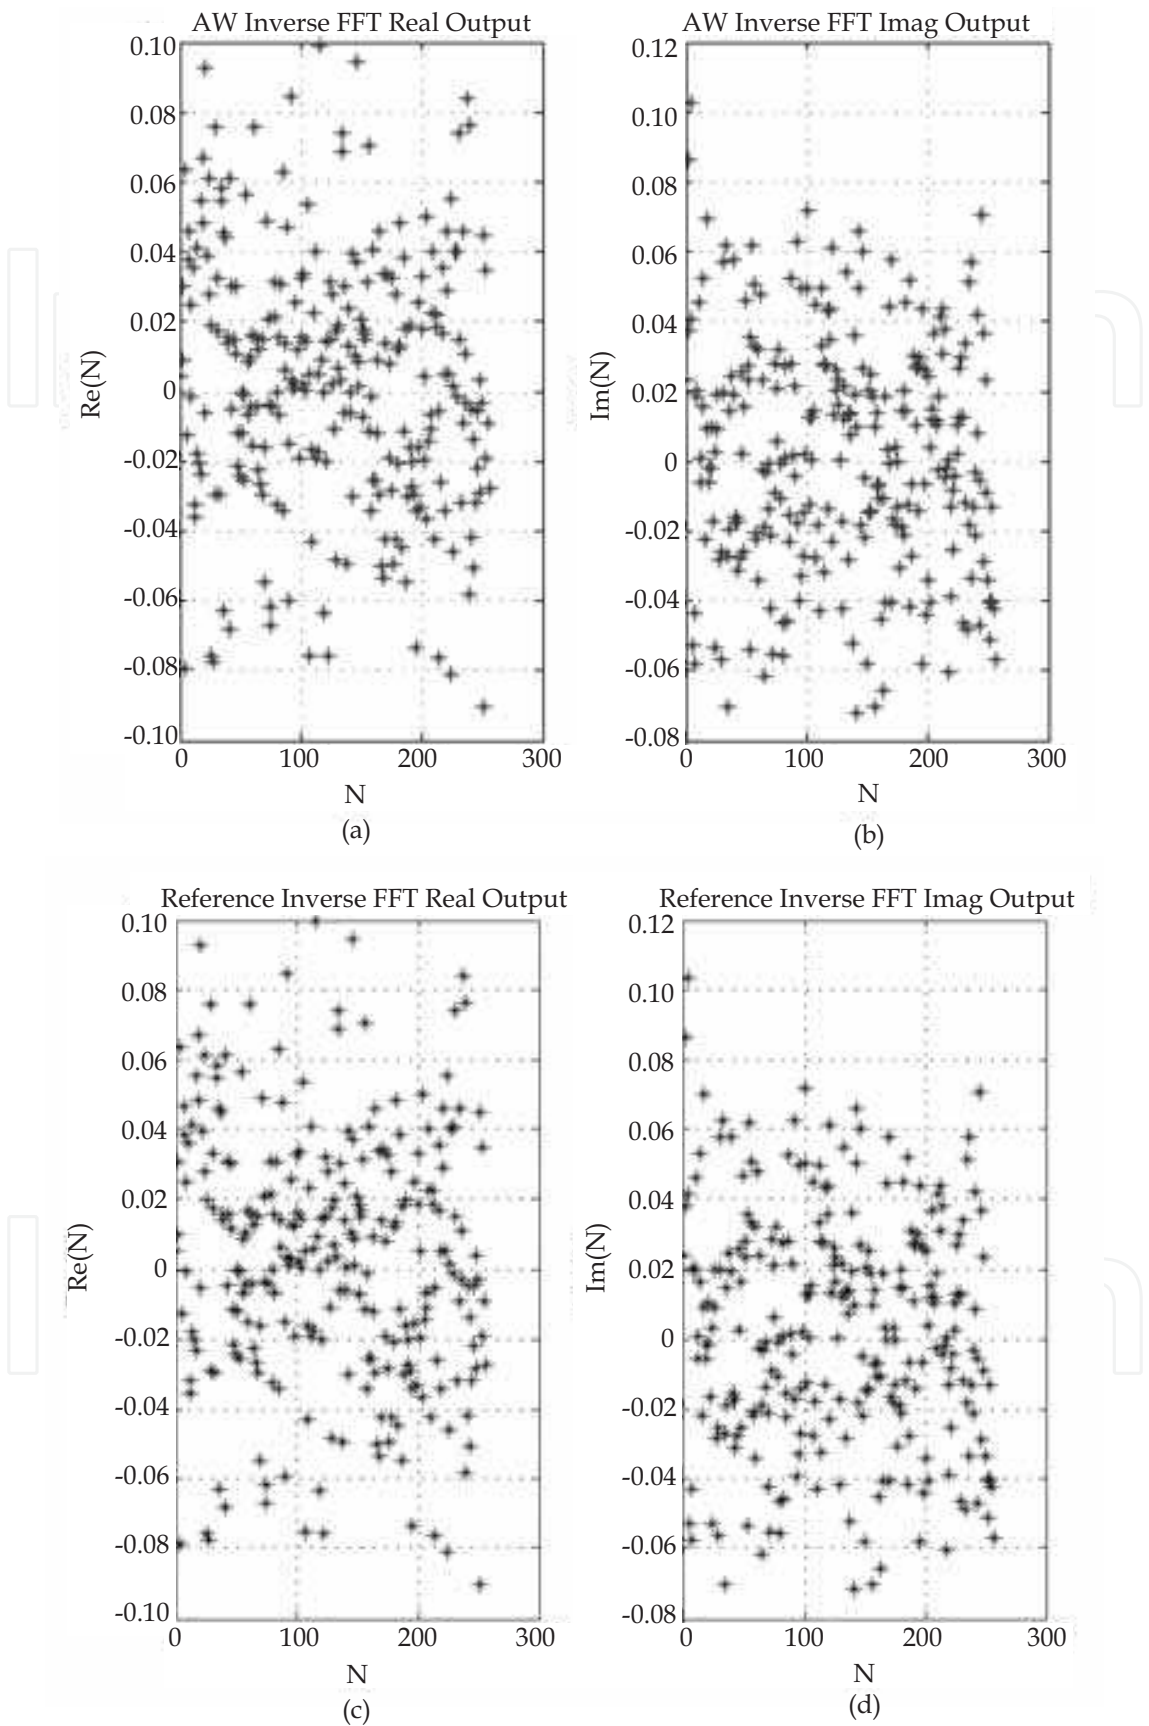 AW Inverse FFT Real Output
0.10
0.08
0.06
0.04
0.02
0
-0.02
-0.04
-0.06
-0.08
-0.10
Re(N)
0 100 200 300
N
(a)
AW Inverse FFT Imag Output
0.12
0.10
0.08
0.06
0.04
0.02
0
-0.02
-0.04
-0.06
-0.08
Im(N)
0 100 200 300
N
(b)
Reference Inverse FFT Real Output
0.10
0.08
0.06
0.04
0.02
0
-0.02
-0.04
-0.06
-0.08
-0.10
Re(N)
0 100 200 300
N
(c)
Reference Inverse FFT Imag Output
0.12
0.10
0.08
0.06
0.04
0.02
0
-0.02
-0.04
-0.06
-0.08
Im(N)
0 100 200 300
N
(d)